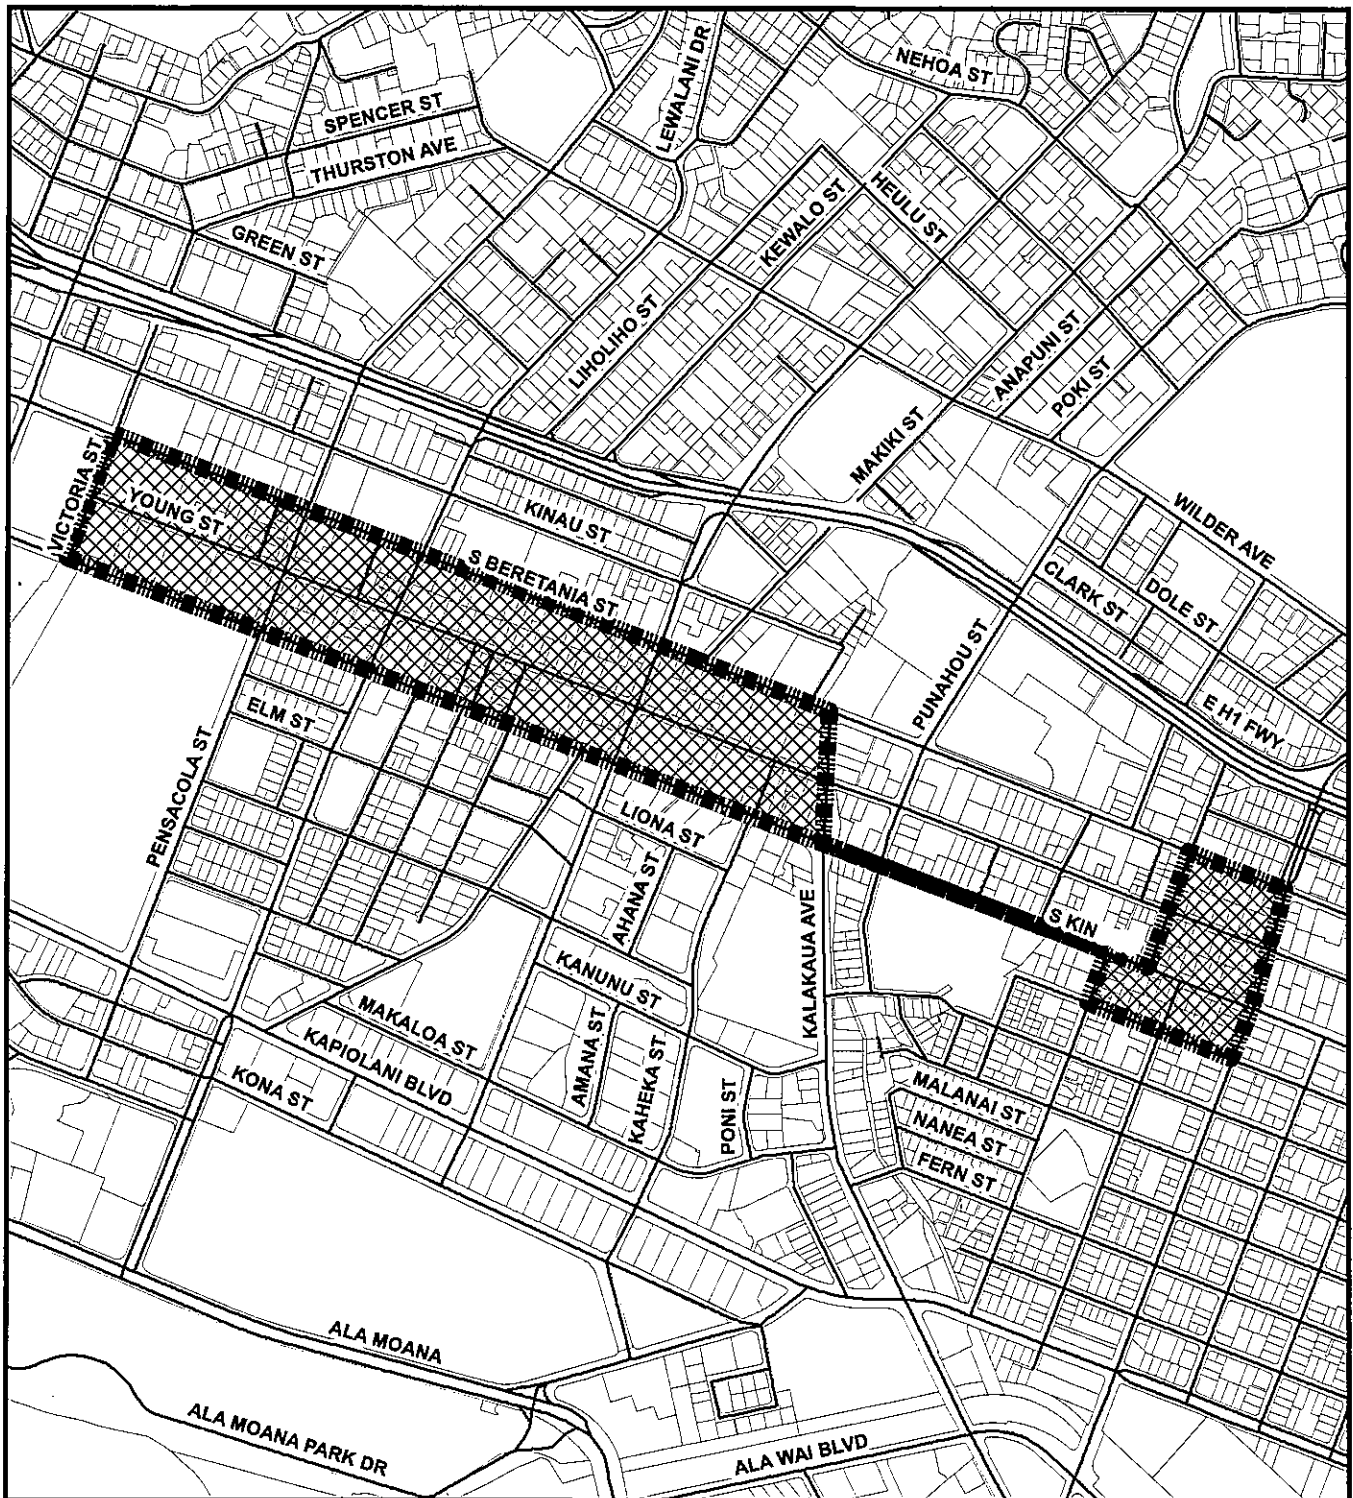 NEHOA ST
LEWALANI DR
SPENCER ST
THURSTON AVE
HEULU ST
KEWALO ST
GREEN ST
LIHOLIHO ST
ANAPUNI ST
POKI ST
MAKIKI ST
VICTORIA ST
YOUNG ST
KINAU ST
WILDER AVE
S BERETANIA ST
CLARK ST
DOLE ST
PUNAHOU ST
E H1 FWY
ELM ST
PENSACOLA ST
LIONA ST
AHANA ST
KALAKAUA AVE
S KIN
KANUNU ST
MAKALOA ST
AMANA ST
KAHEKA ST
KAPIOLANI BLVD
KONA ST
PONI ST
MALANAI ST
NANEA ST
FERN ST
ALA MOANA
ALA MOANA PARK DR
ALA WAI BLVD